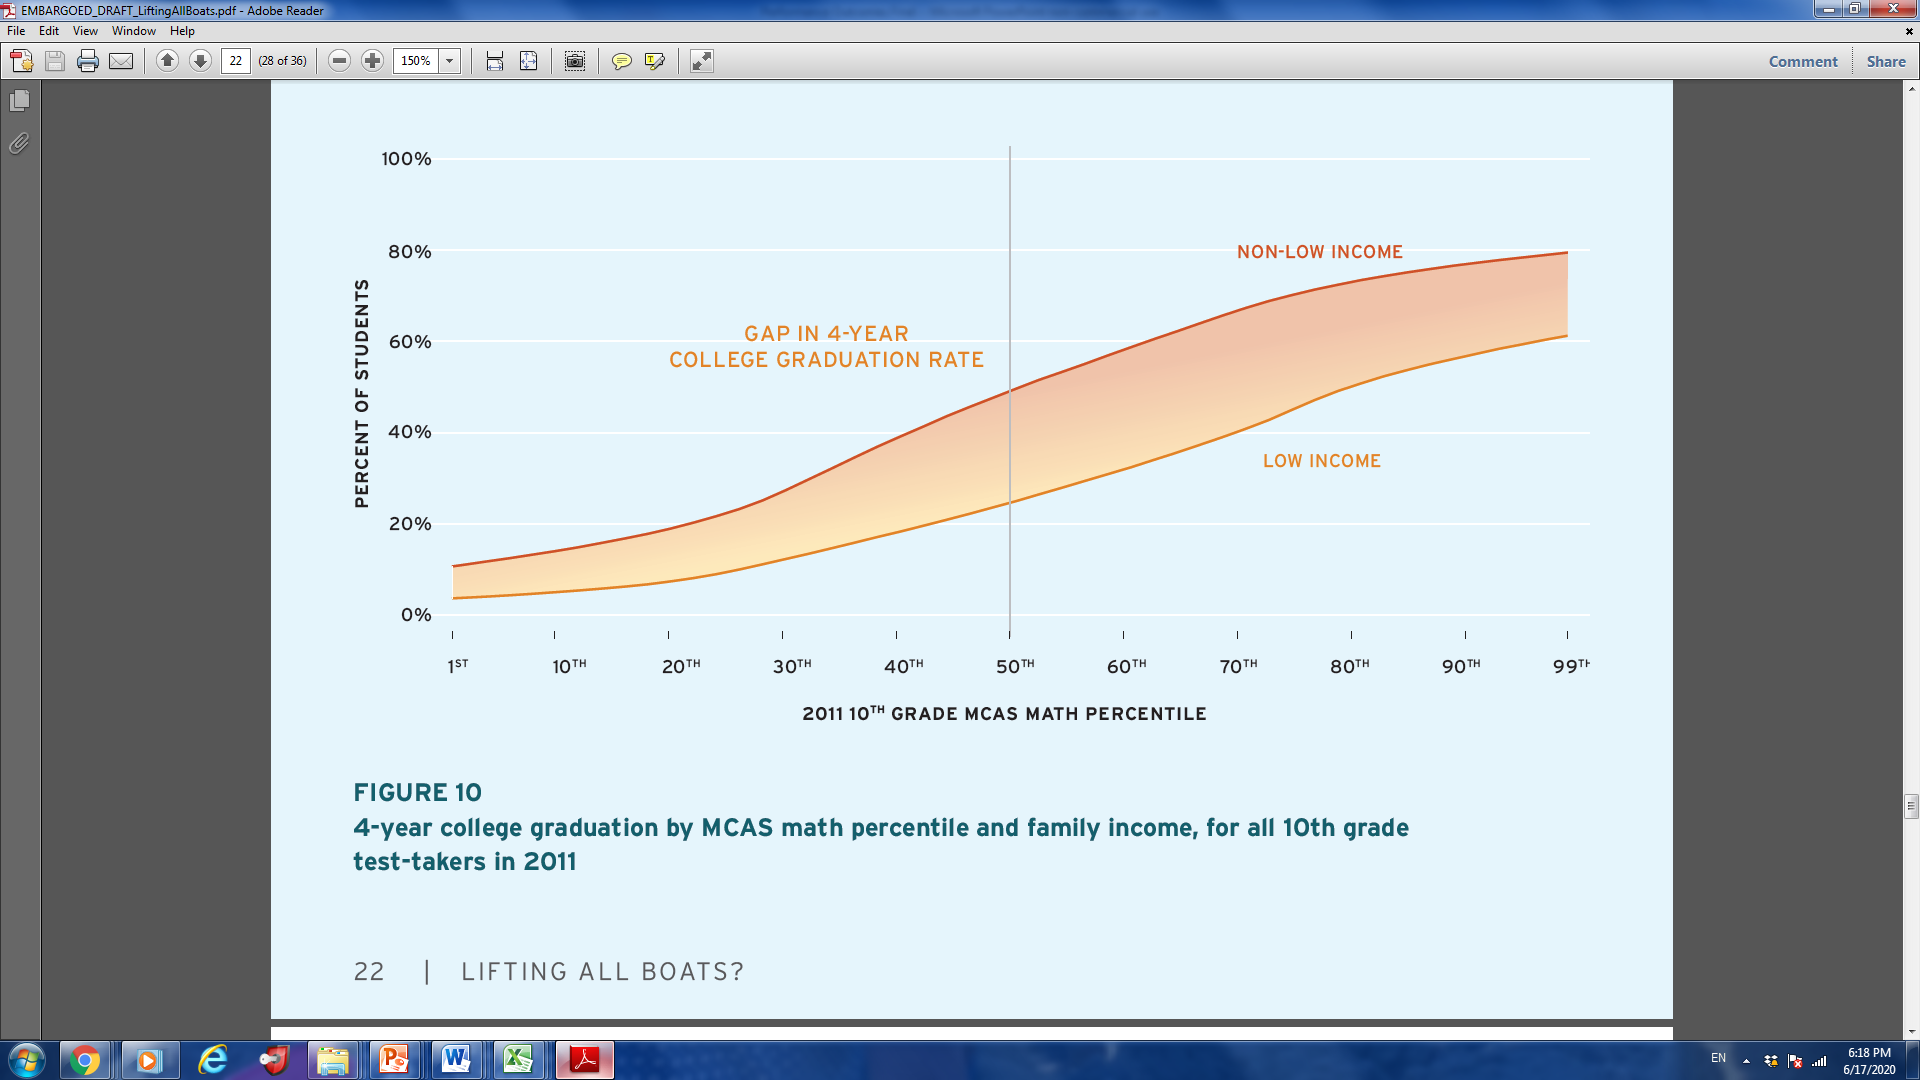 EMBARGOED_DRAFT_LiftingAllBoats.pdf - Adobe Reader
File Edit View Window Help
22 (28 of 36) 150% Comment Share
100%
80%
60%
40%
20%
0%
PERCENT OF STUDENTS
NON-LOW INCOME
GAP IN 4-YEAR
COLLEGE GRADUATION RATE
LOW INCOME
1ST 10TH 20TH 30TH 40TH 50TH 60TH 70TH 80TH 90TH 99TH
2011 10TH GRADE MCAS MATH PERCENTILE
FIGURE 10
4-year college graduation by MCAS math percentile and family income, for all 10th grade
test-takers in 2011
22 | LIFTING ALL BOATS?
EN 6:18 PM
6/17/2020